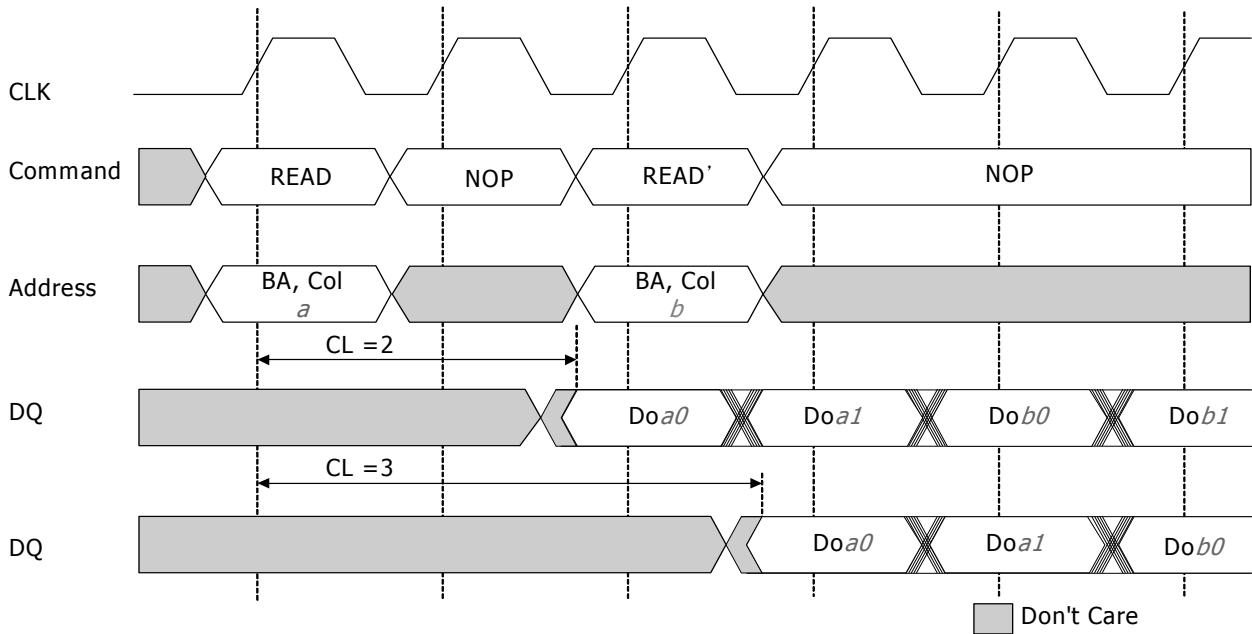 CLK
Command
READ
NOP
READ’
NOP
Address
BA, Col
a
BA, Col
b
CL =2
DQ
Doa0
Doa1
Dob0
Dob1
CL =3
DQ
Doa0
Doa1
Dob0
Don't Care